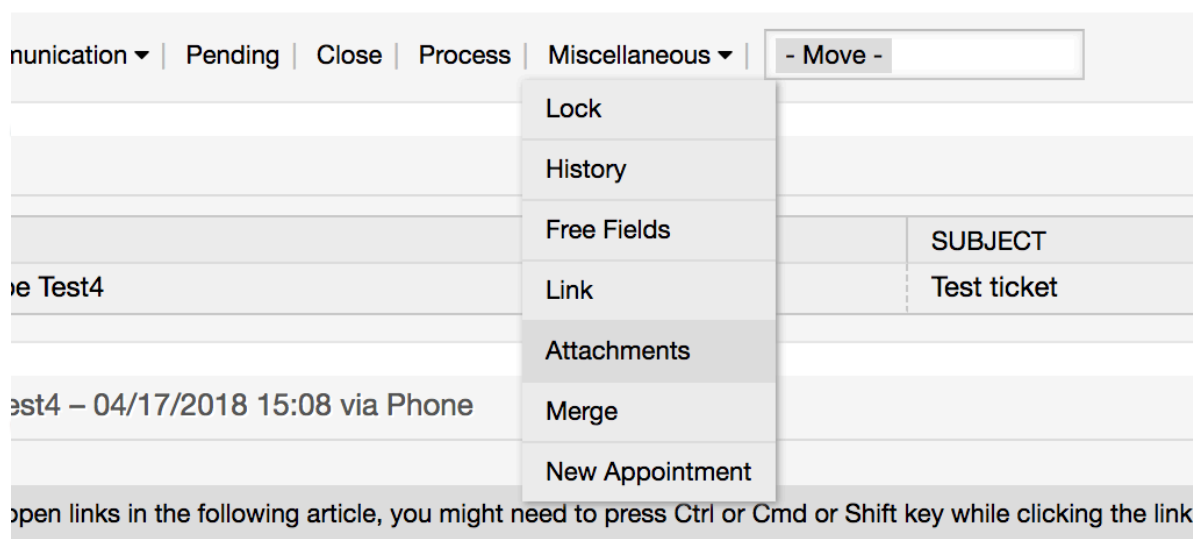 munication Pending Close Process Miscellaneous - Move -
Lock
History
Free Fields
SUBJECT
Link
pe Test4
Test ticket
Attachments
est4 – 04/17/2018 15:08 via Phone
Merge
New Appointment
open links in the following article, you might need to press Ctrl or Cmd or Shift key while clicking the link